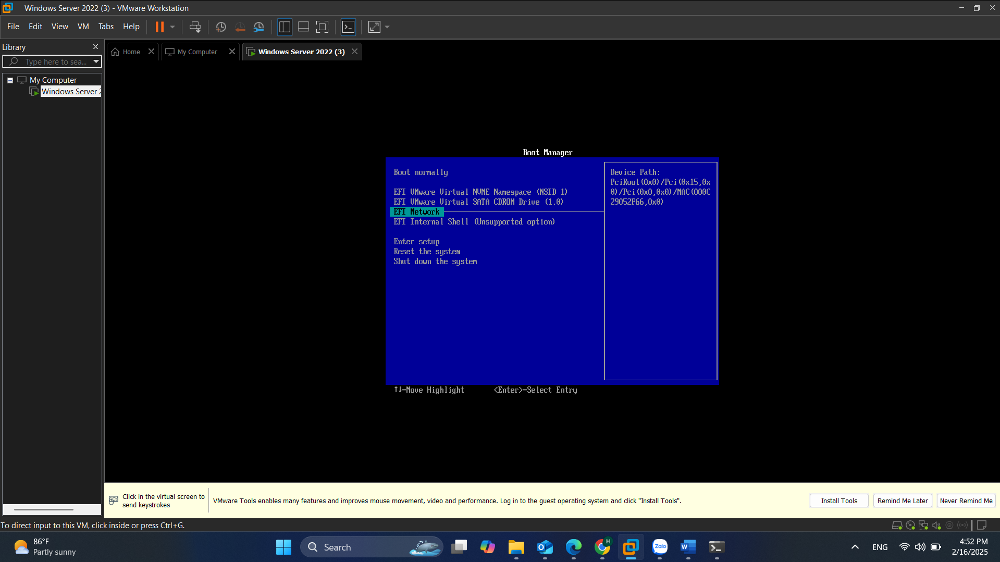 Windows Server 2022 (3) - VMware Workstation
File Edit View VM Tabs Help
Library
Home
My Computer
Windows Server 2022 (3)
Type here to sea...
My Computer
Windows Server 2
Boot Manager
Boot normally
EFI VMware Virtual NVME Namespace (NSID 1)
EFI VMware Virtual SATA CDROM Drive (1.0)
EFI Network
EFI Internal Shell (Unsupported option)
Enter setup
Reset the system
Shut down the system
Device Path:
PciRoot(0x0)/Pci(0x15,0x
0)/Pci(0x0,0x0)/MAC(000C
29052F66,0x0)
↑↓=Move Highlight <Enter>=Select Entry
Click in the virtual screen to
send keystrokes
VMware Tools enables many features and improves mouse movement, video and performance. Log in to the guest operating system and click "Install Tools".
Install Tools
Remind Me Later
Never Remind Me
To direct input to this VM, click inside or press Ctrl+G.
86°F
Partly sunny
Search
H
Zalo
ENG
4:52 PM
2/16/2025